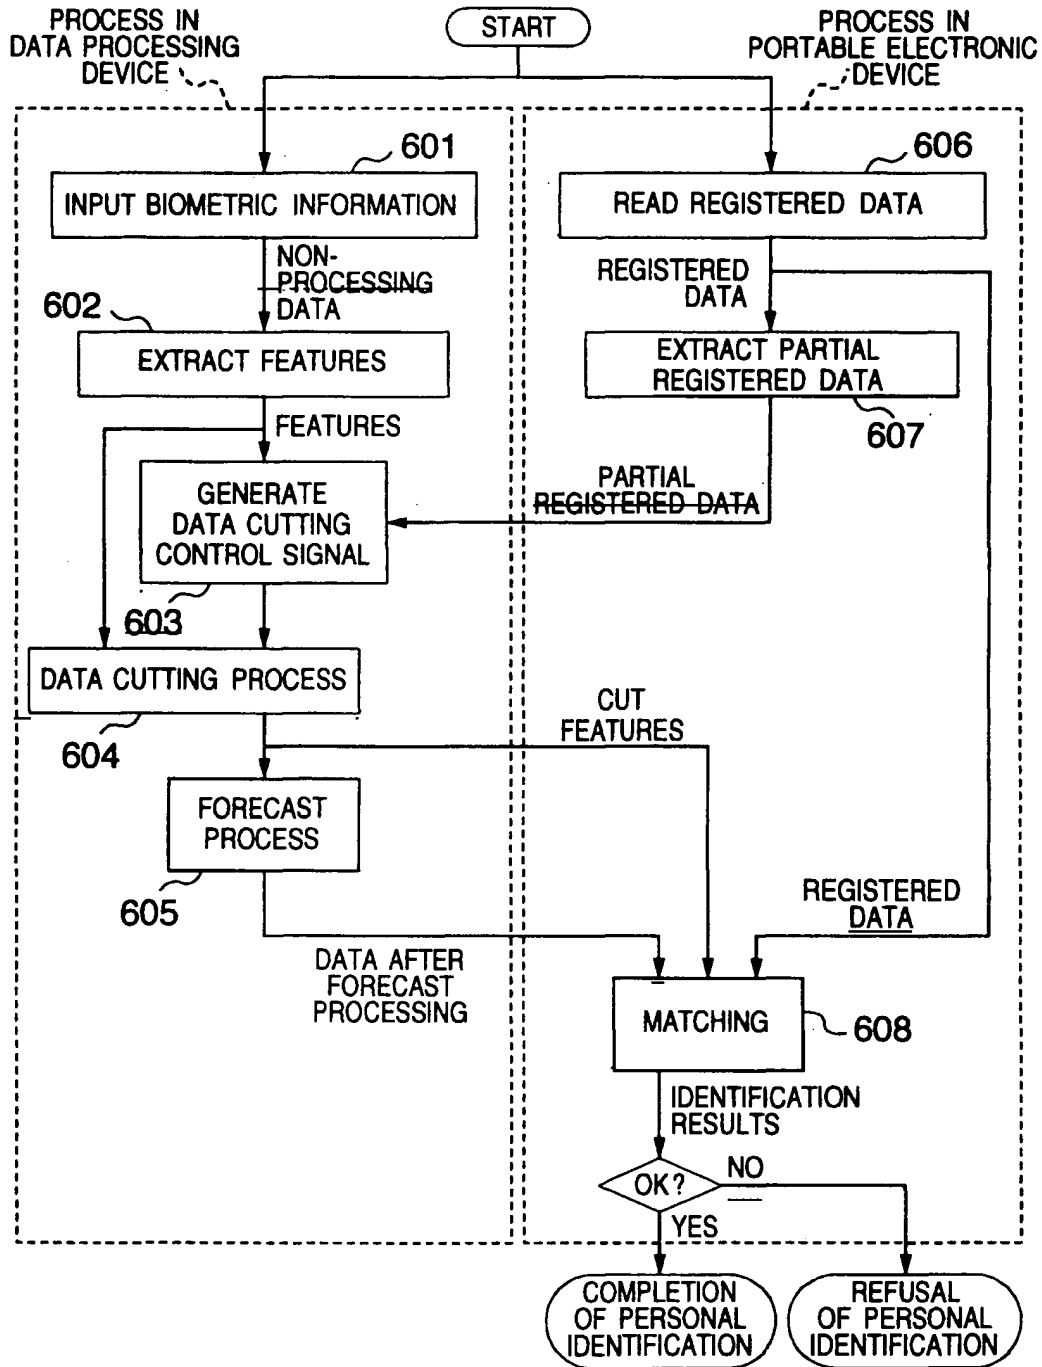 PROCESS IN
DATA PROCESSING
DEVICE
START
PROCESS IN
PORTABLE ELECTRONIC
DEVICE
601
INPUT BIOMETRIC INFORMATION
606
READ REGISTERED DATA
NON-
PROCESSING
DATA
REGISTERED
DATA
602
EXTRACT FEATURES
EXTRACT PARTIAL
REGISTERED DATA
607
FEATURES
GENERATE
DATA CUTTING
CONTROL SIGNAL
603
PARTIAL
REGISTERED DATA
DATA CUTTING PROCESS
604
CUT
FEATURES
FORECAST
PROCESS
605
REGISTERED
DATA
DATA AFTER
FORECAST
PROCESSING
MATCHING
608
IDENTIFICATION
RESULTS
OK?
NO
YES
COMPLETION
OF PERSONAL
IDENTIFICATION
REFUSAL
OF PERSONAL
IDENTIFICATION